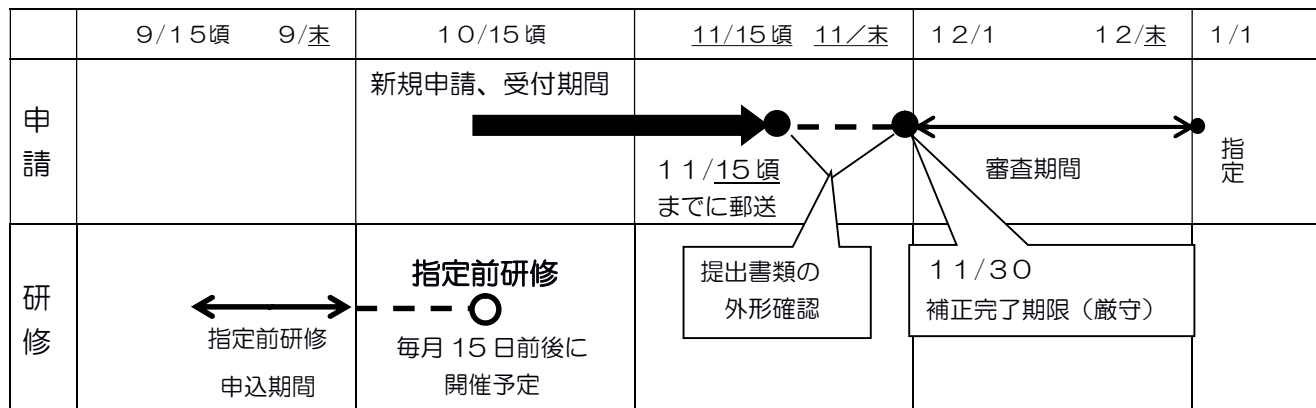 ９/１５頃　９/末　１０/15頃　11/15頃　11／末　１２/1　１２/末　１/１
申請
新規申請、受付期間
１１/15頃
までに郵送
審査期間
指定
提出書類の
外形確認
１１/３０
補正完了期限（厳守）
研修
指定前研修
申込期間
指定前研修
毎月15日前後に
開催予定